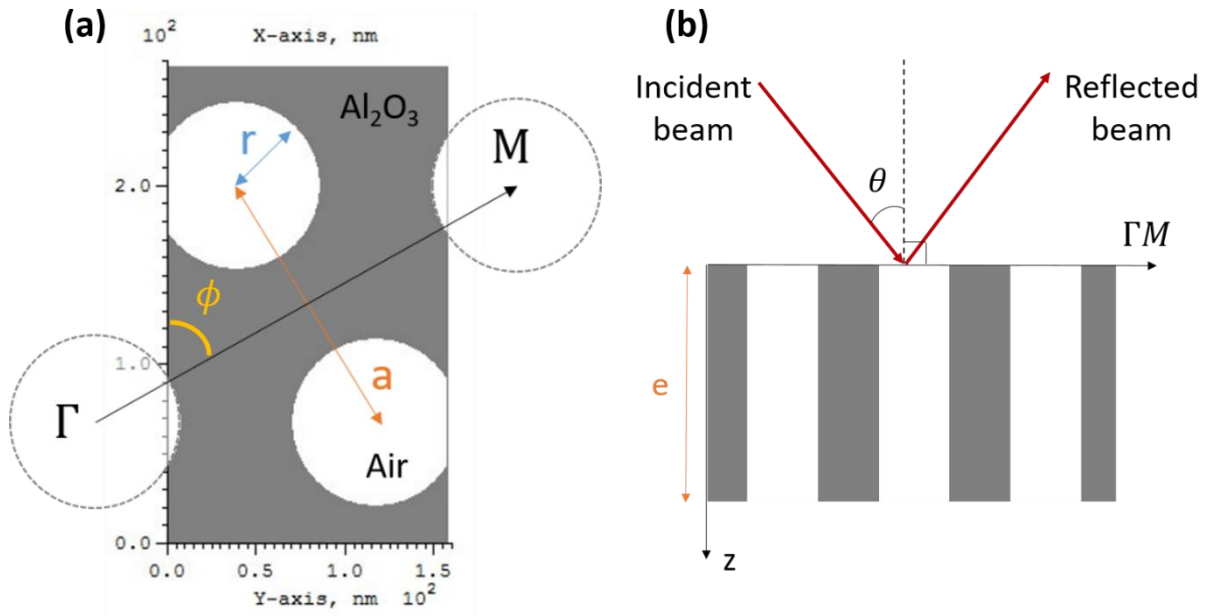 (a)
10²
X-axis, nm
Al₂O₃
r
M
2.0
ϕ
1.0
a
Γ
Air
0.0
0.0 0.5 1.0 1.5
Y-axis, nm 10²
(b)
Incident
beam
Reflected
beam
θ
ΓM
e
z